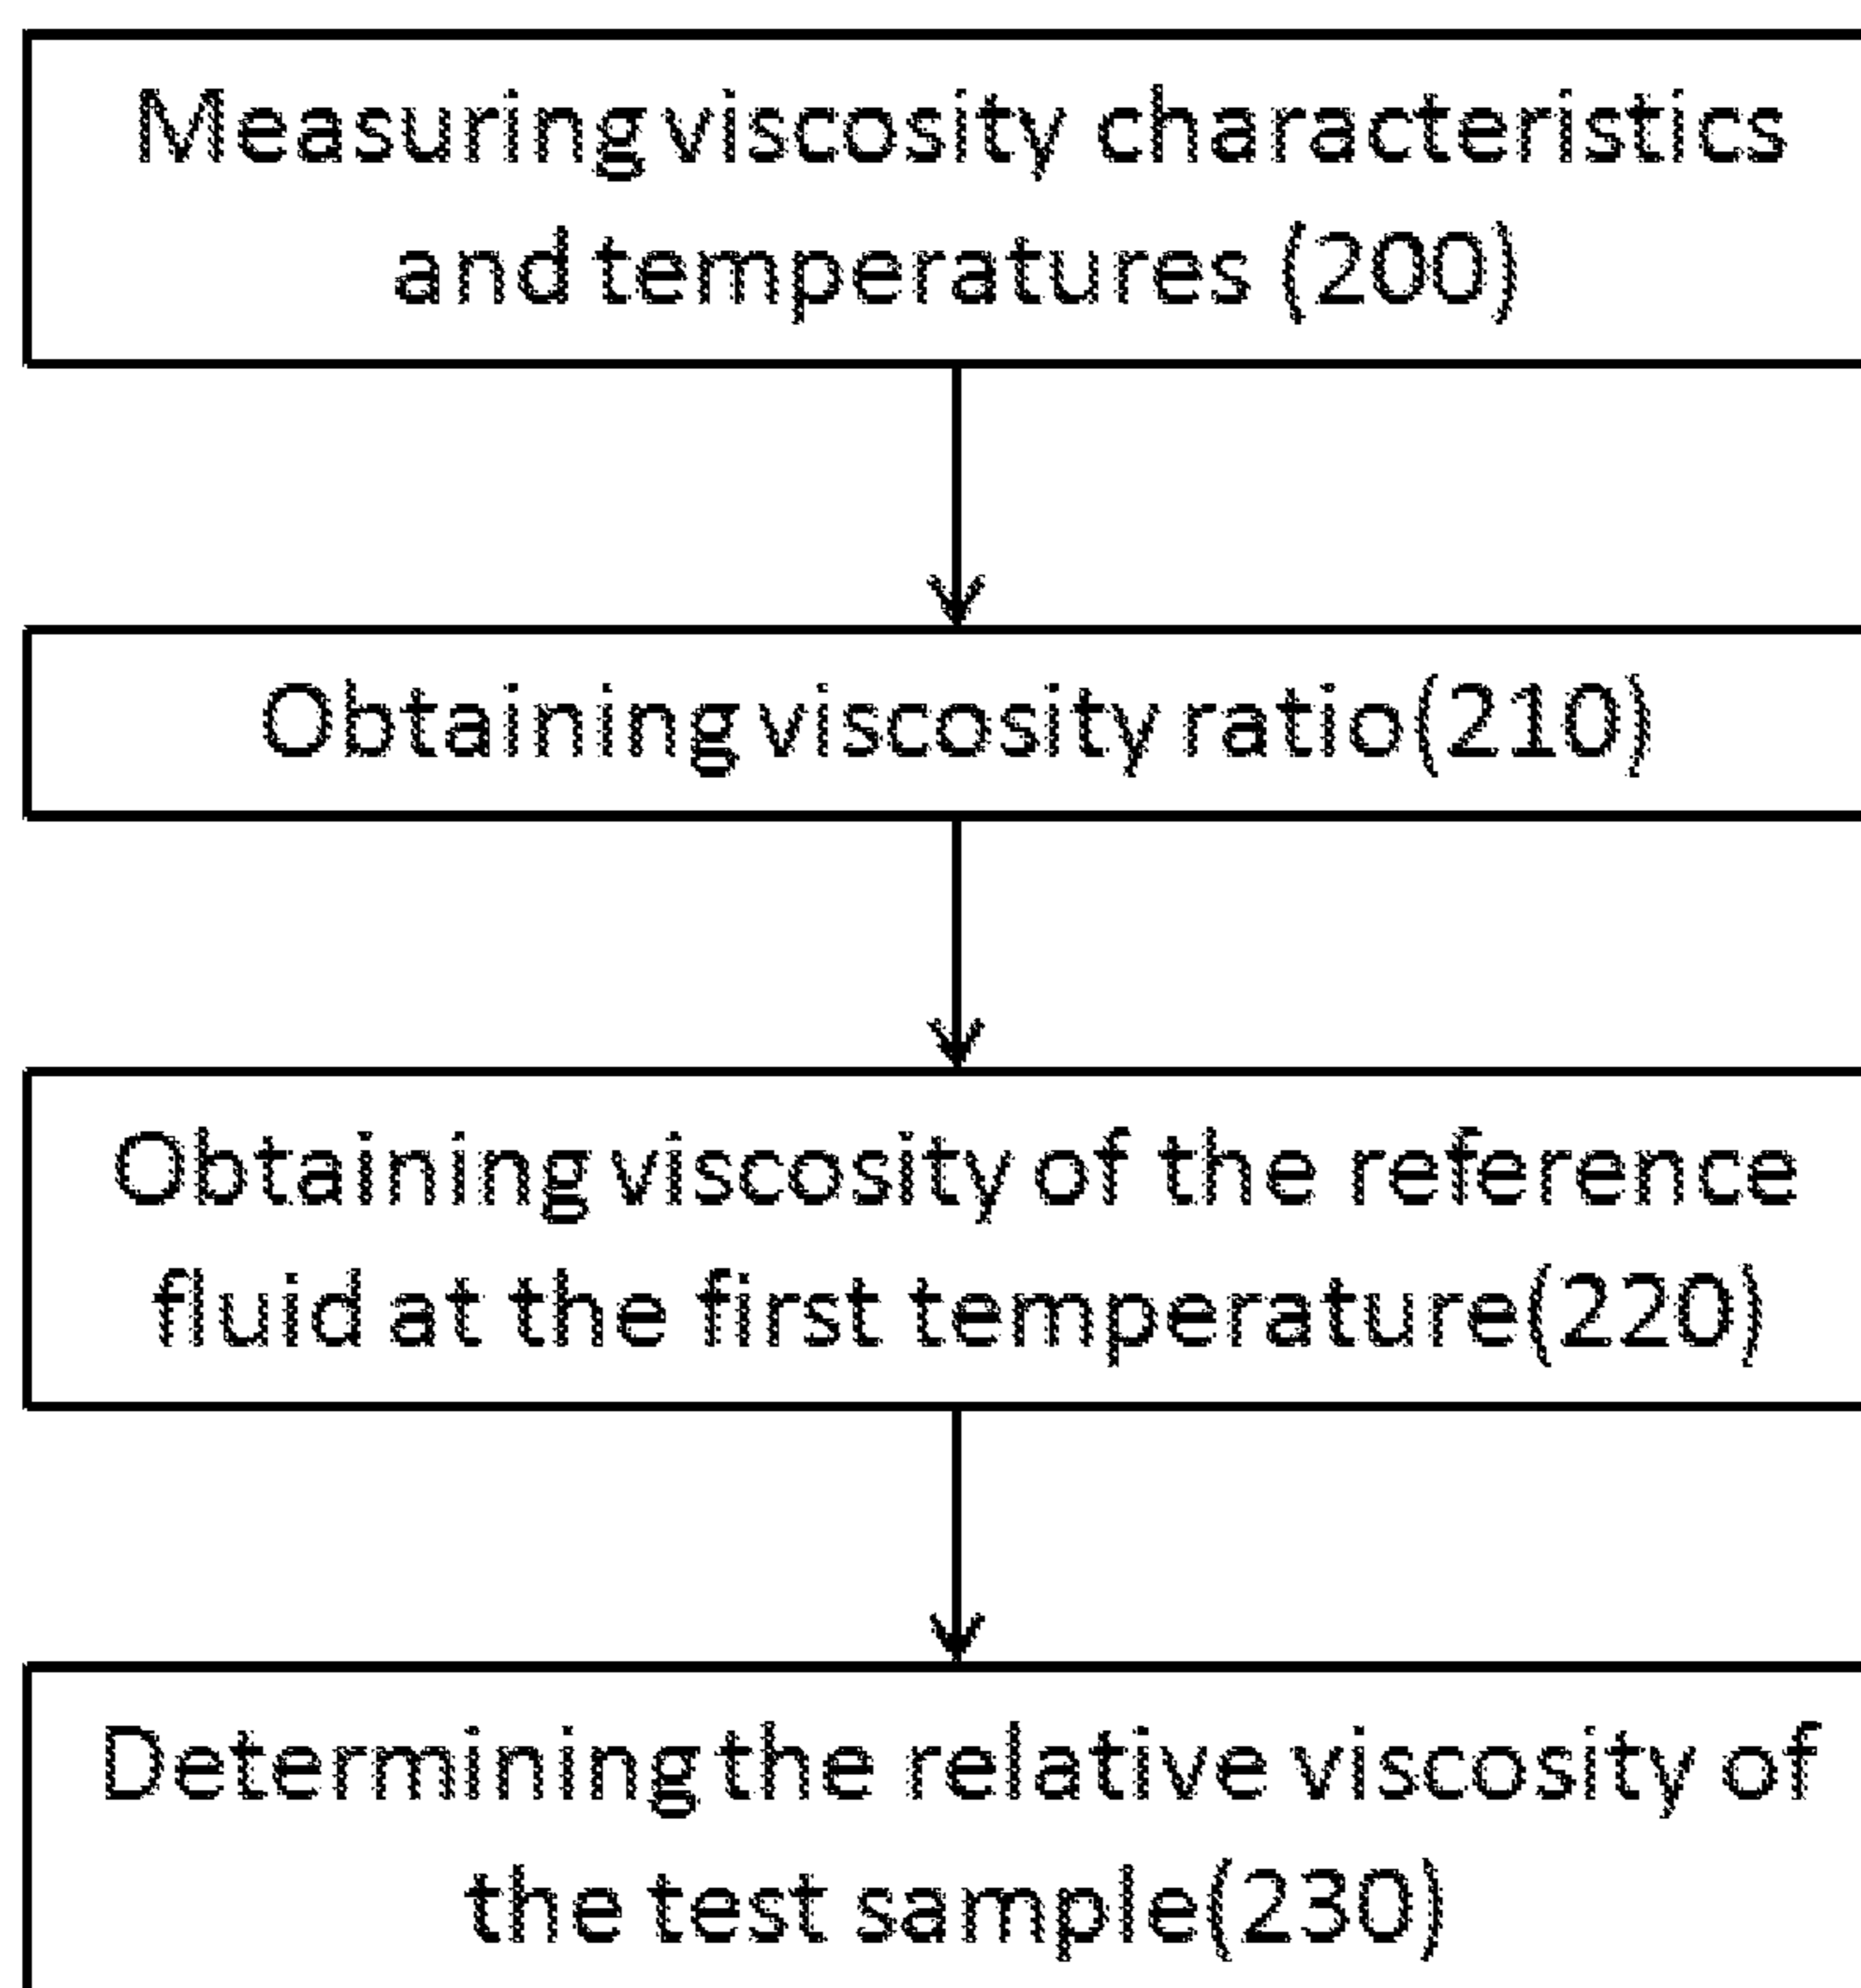 Measuring viscosity characteristics
and temperatures (200)
Obtaining viscosity ratio(210)
Obtaining viscosity of the reference
fluid at the first temperature(220)
Determining the relative viscosity of
the test sample(230)